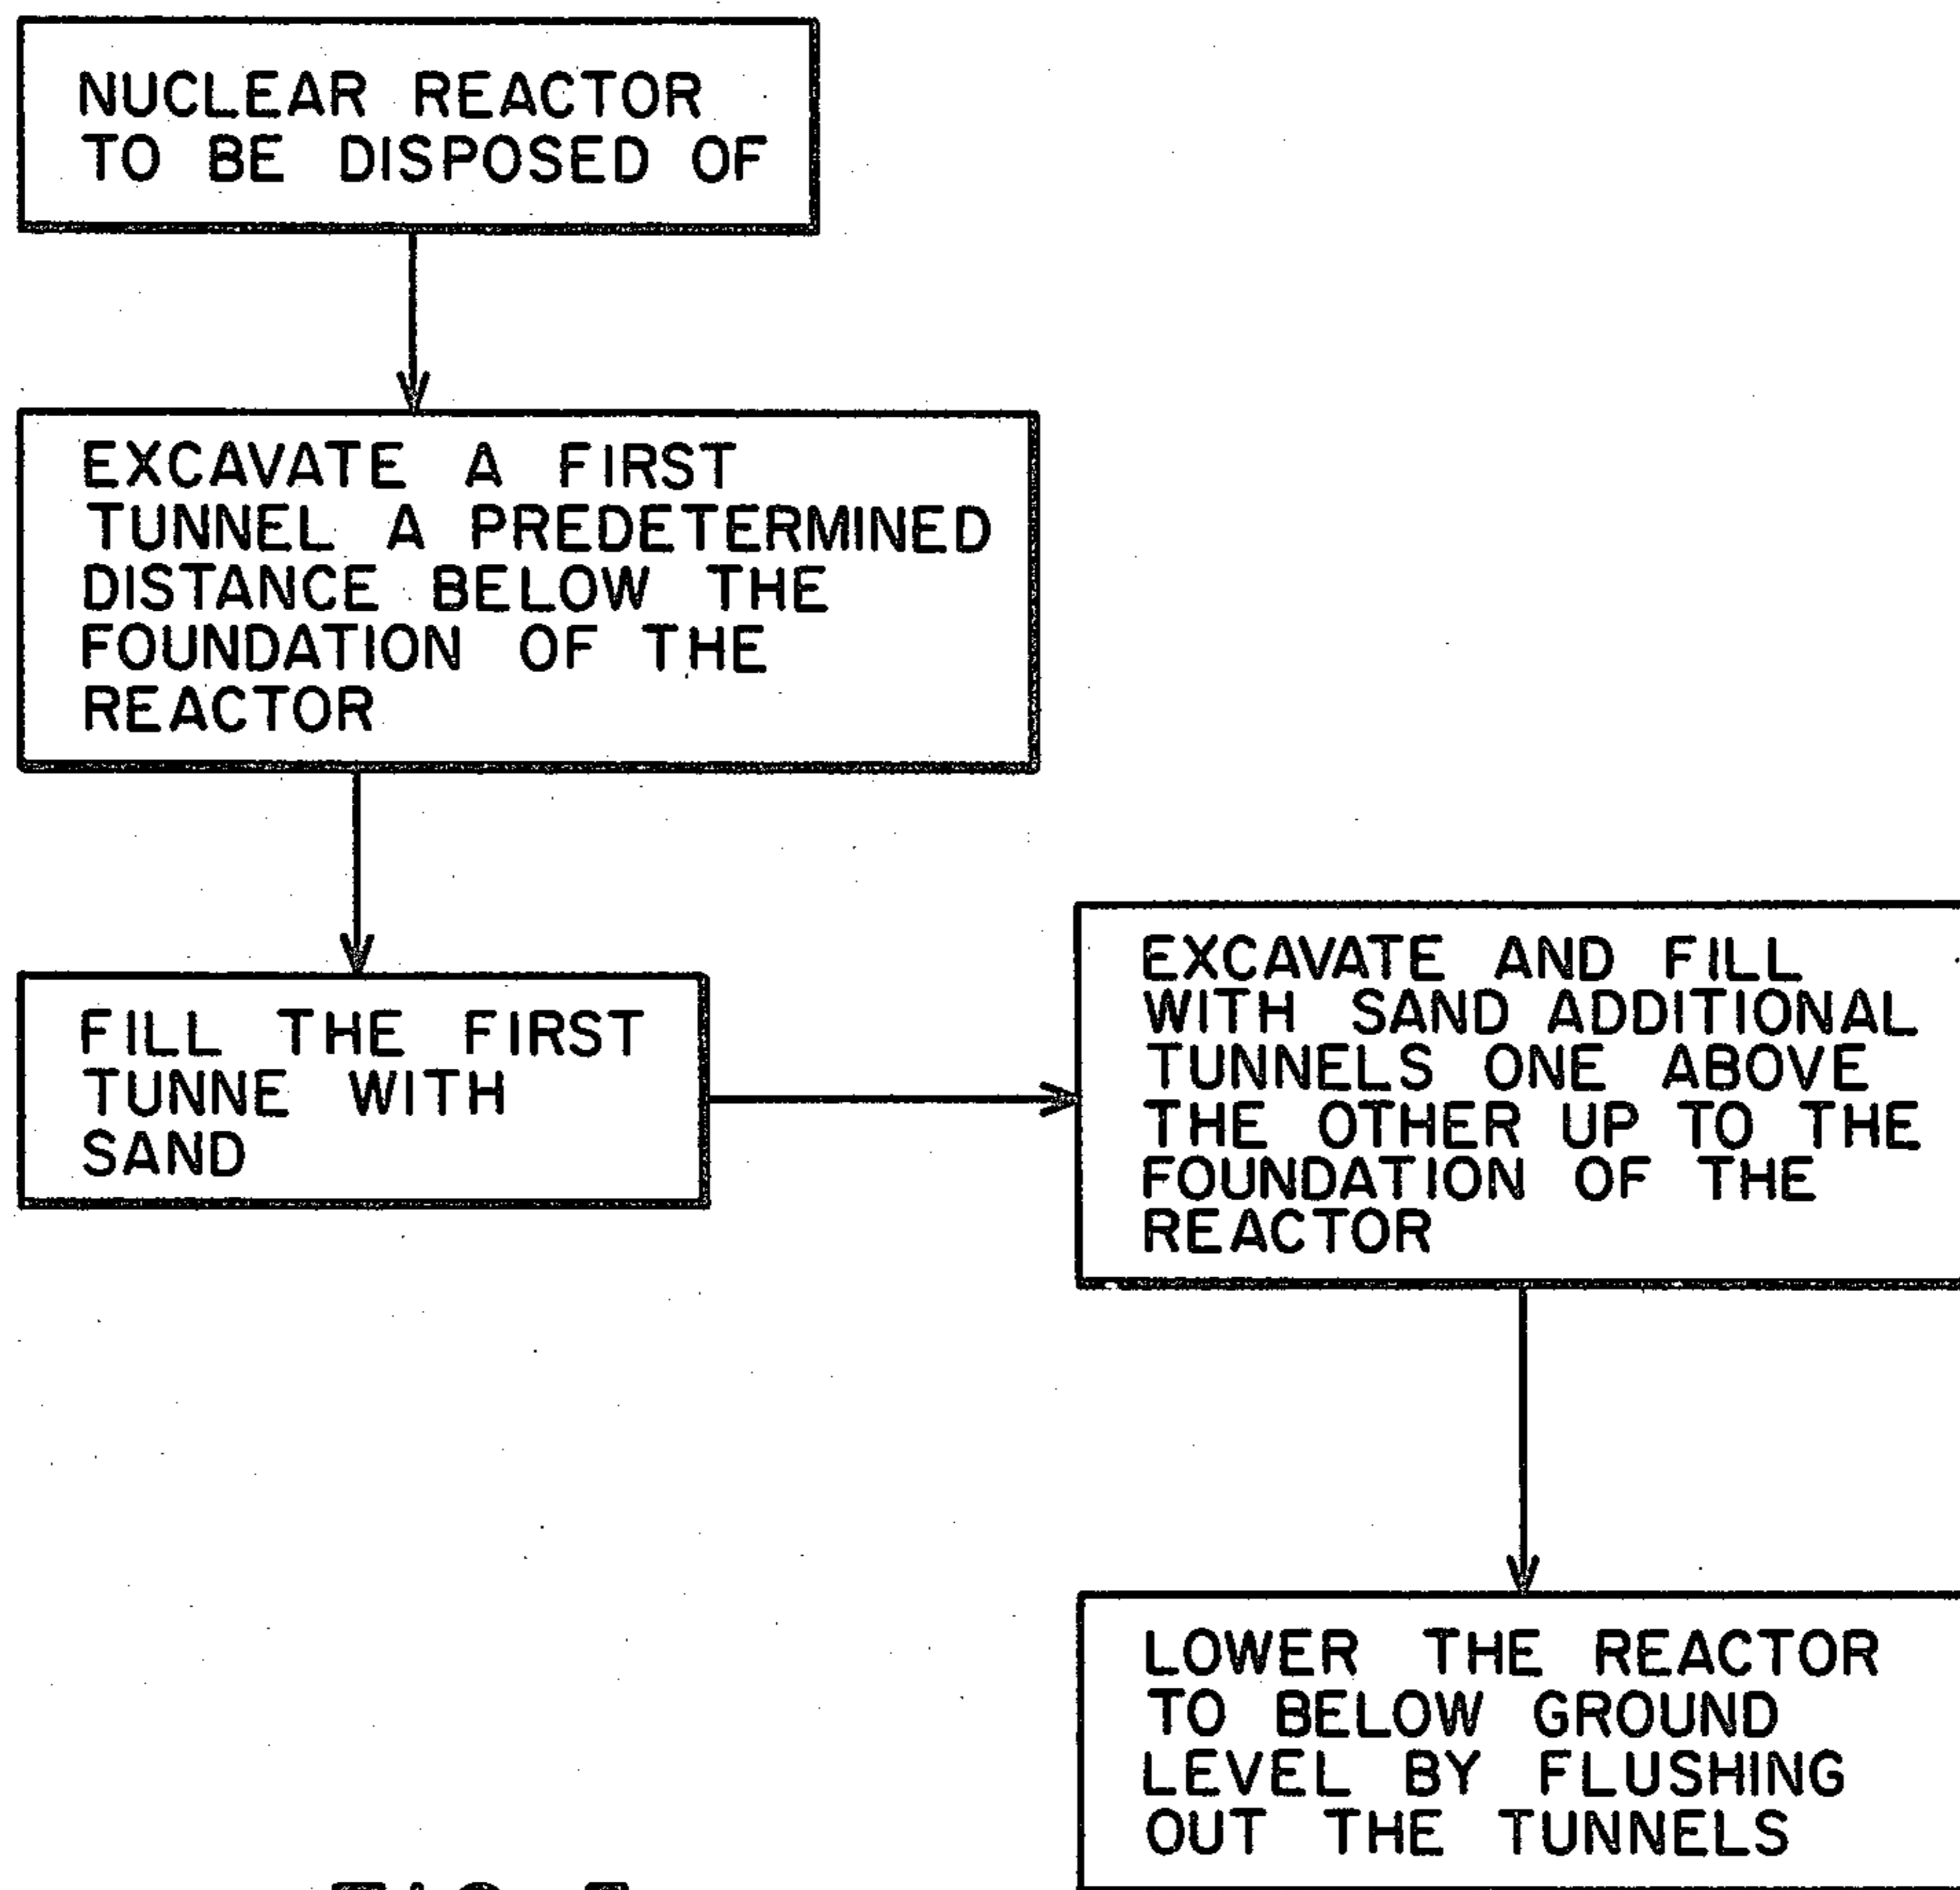 NUCLEAR REACTOR
TO BE DISPOSED OF
EXCAVATE A FIRST
TUNNEL A PREDETERMINED
DISTANCE BELOW THE
FOUNDATION OF THE
REACTOR
FILL THE FIRST
TUNNE WITH
SAND
EXCAVATE AND FILL
WITH SAND ADDITIONAL
TUNNELS ONE ABOVE
THE OTHER UP TO THE
FOUNDATION OF THE
REACTOR
LOWER THE REACTOR
TO BELOW GROUND
LEVEL BY FLUSHING
OUT THE TUNNELS